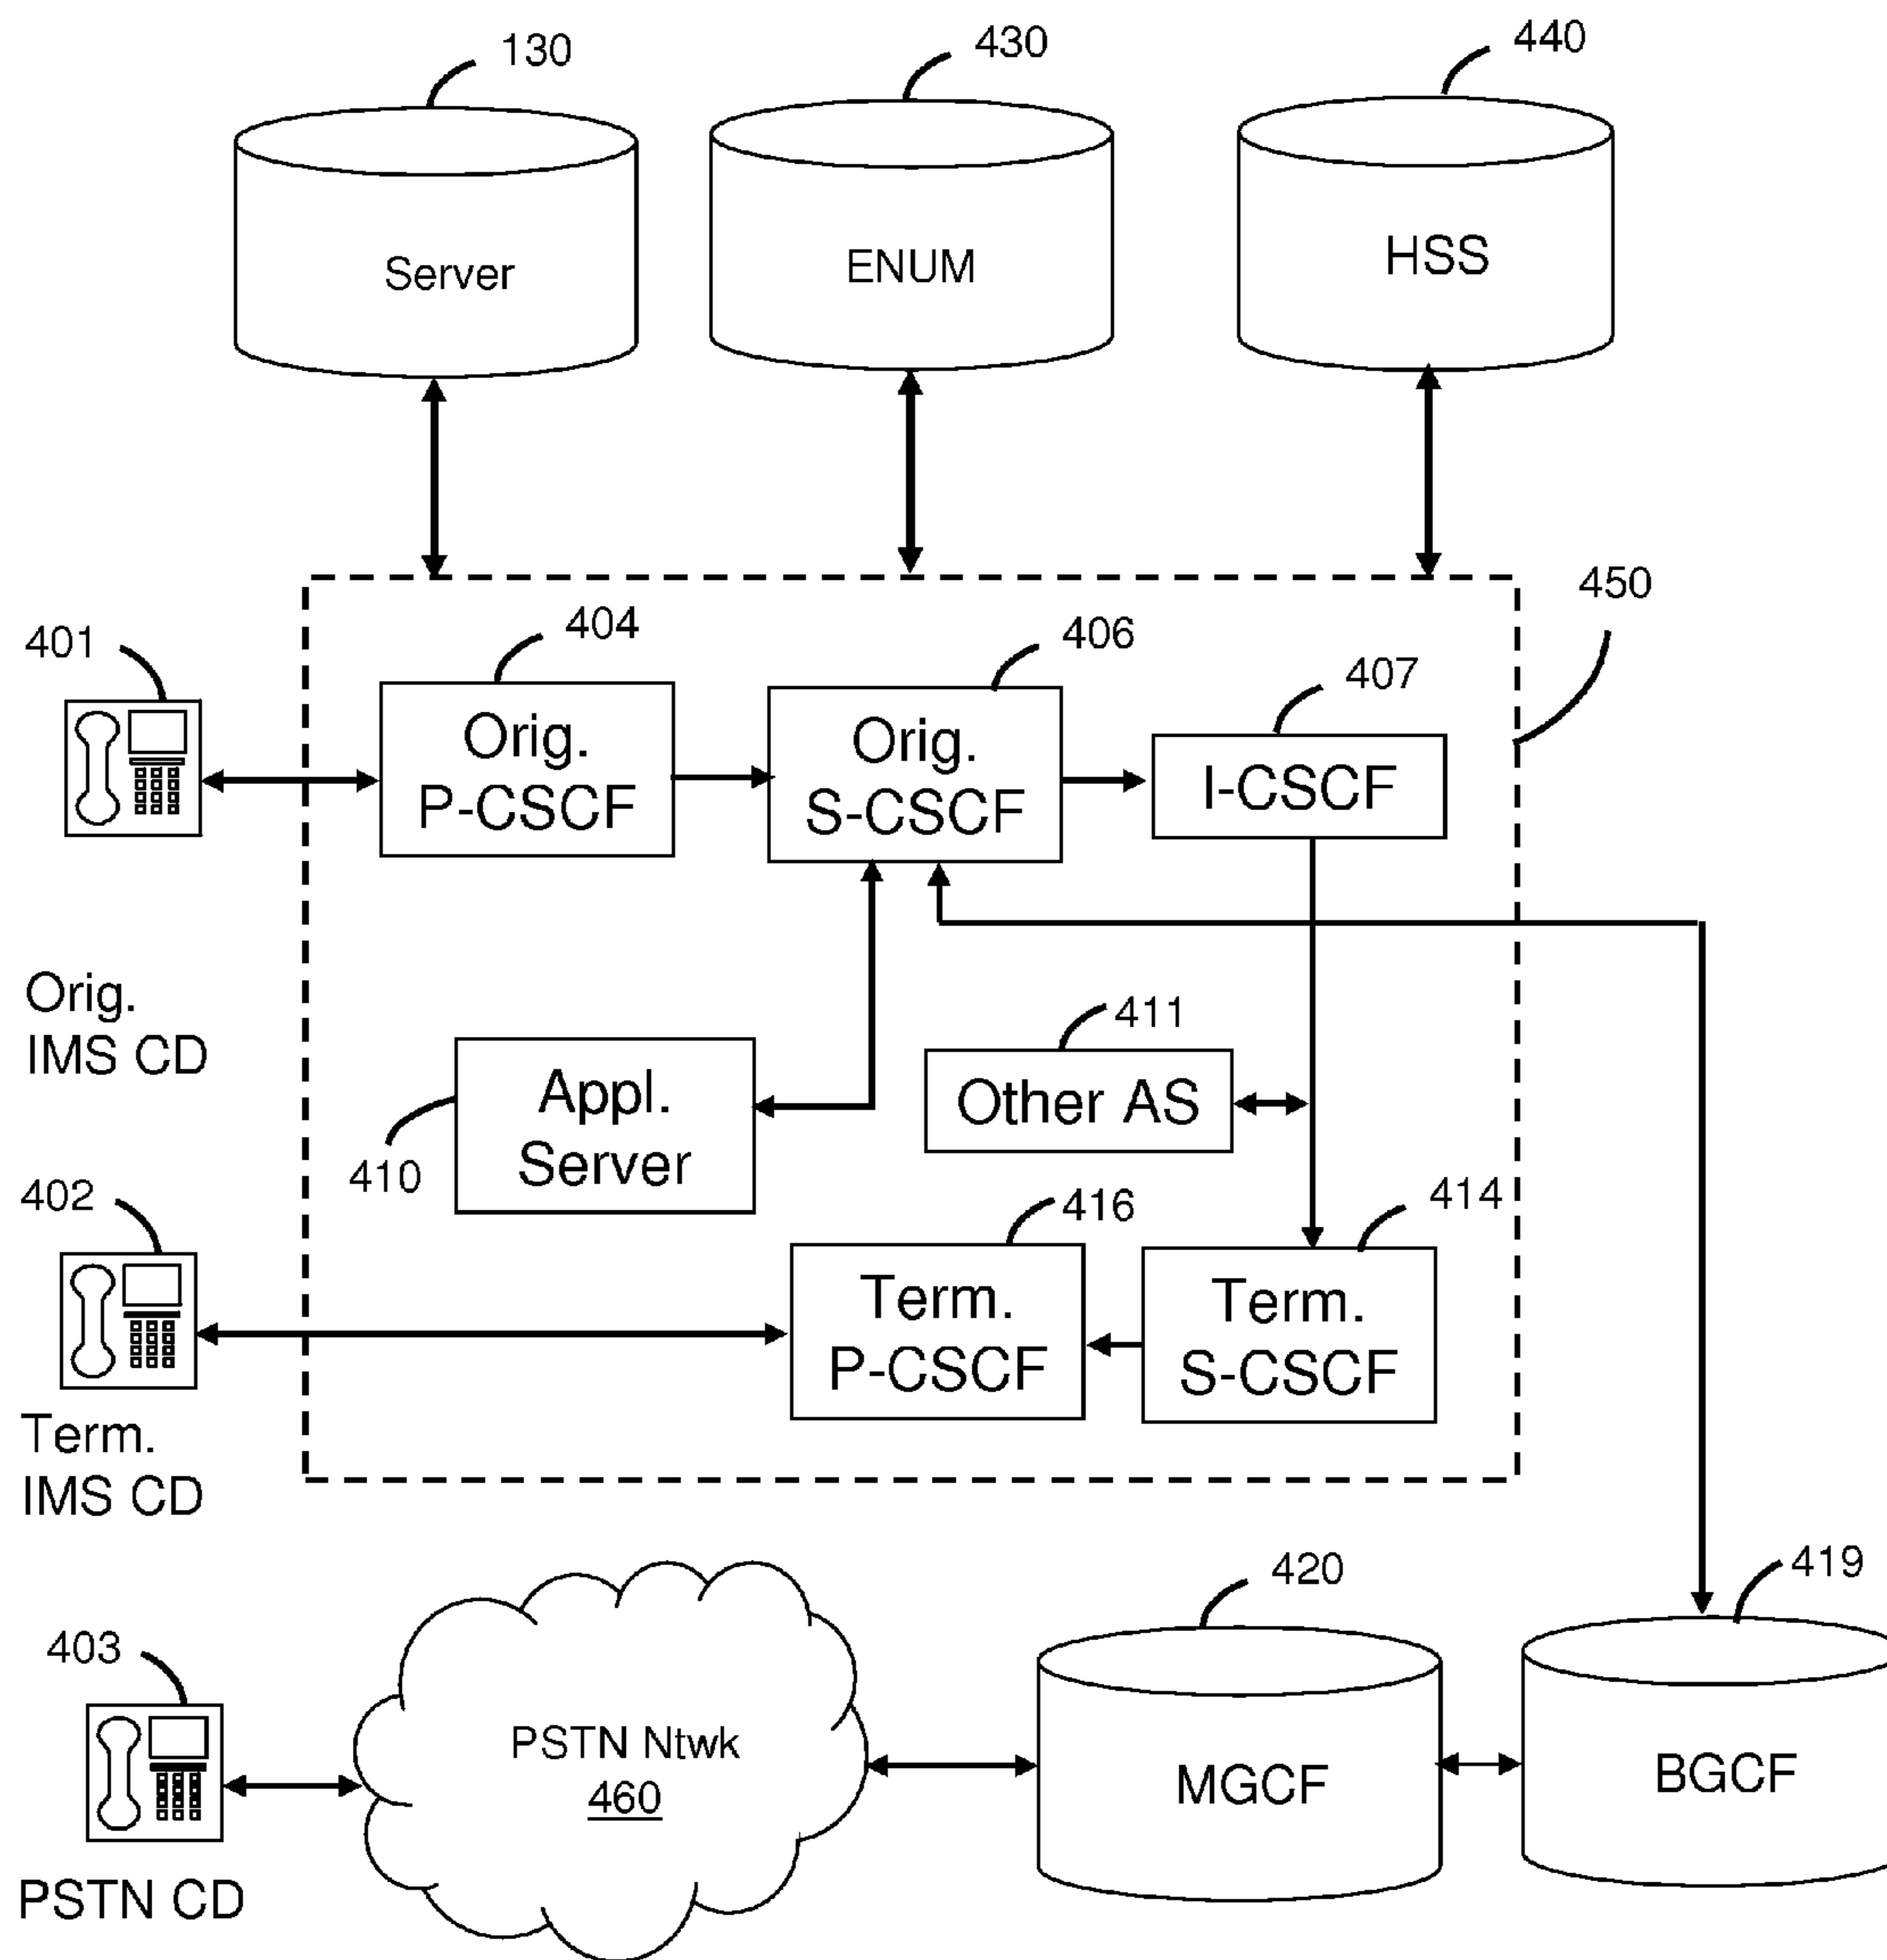 130
430
440
Server
ENUM
HSS
450
401
404
406
407
Orig.
P-CSCF
Orig.
S-CSCF
I-CSCF
Orig.
IMS CD
411
Appl.
Server
Other AS
410
402
416
414
Term.
P-CSCF
Term.
S-CSCF
Term.
IMS CD
420
419
403
PSTN Ntwk
460
MGCF
BGCF
PSTN CD